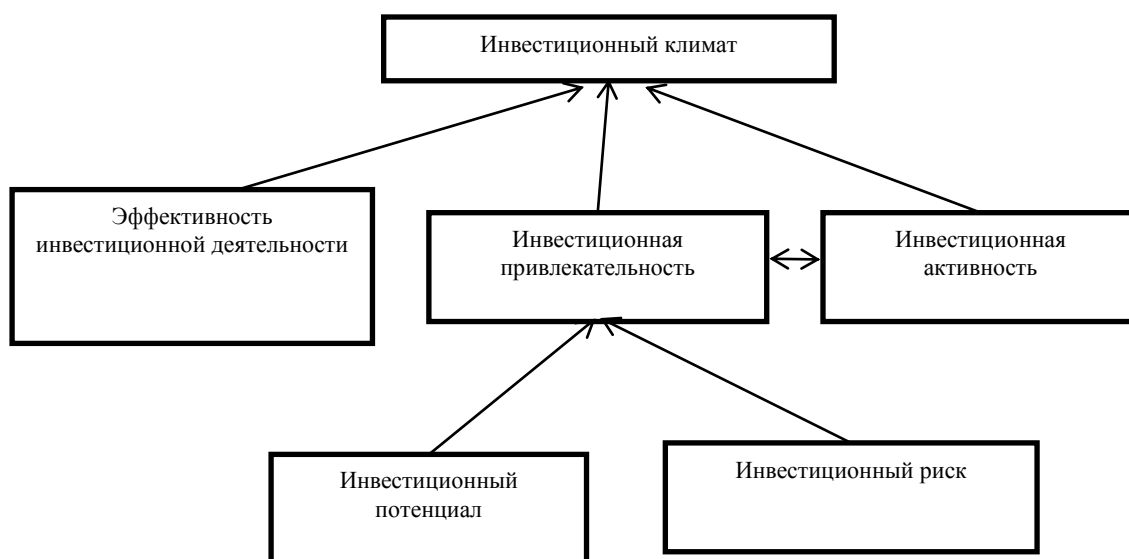 Инвестиционный климат
Эффективность
инвестиционной деятельности
Инвестиционная
привлекательность
Инвестиционная
активность
Инвестиционный
потенциал
Инвестиционный риск